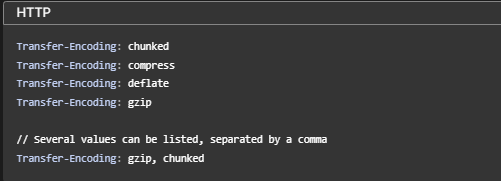 HTTP
Transfer-Encoding: chunked
Transfer-Encoding: compress
Transfer-Encoding: deflate
Transfer-Encoding: gzip
// Several values can be listed, separated by a comma
Transfer-Encoding: gzip, chunked